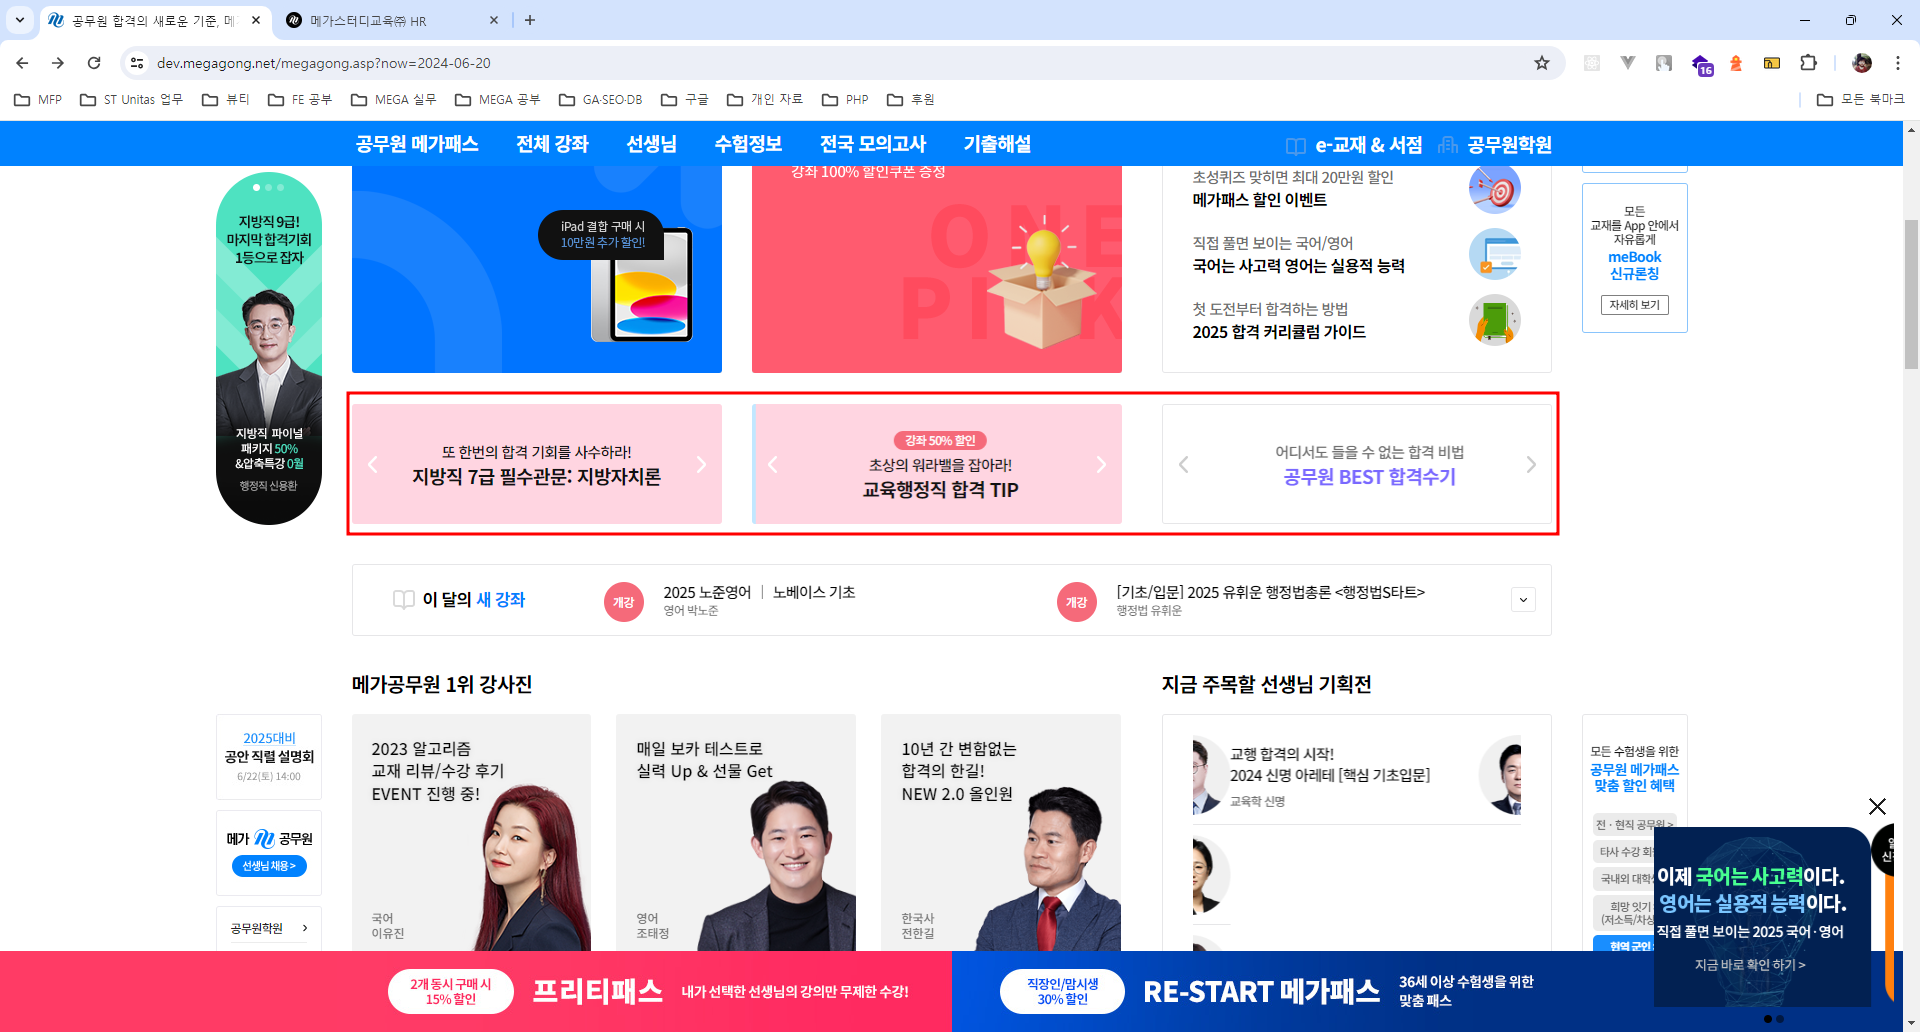 공무원 합격의 새로운 기준, 메
메가스터디교육㈜ HR
dev.megagong.net/megagong.asp?now=2024-06-20
16
MFP
ST Unitas 업무
뷰티
FE 공부
MEGA 실무
MEGA 공부
GA·SEO·DB
구글
개인 자료
PHP
후원
모든 북마크
공무원 메가패스
전체 강좌
선생님
수험정보
전국 모의고사
기출해설
e-교재 & 서점
공무원학원
지방직 9급!
마지막 합격기회
1등으로 잡자
지방직 파이널
패키지 50%
&압축특강 0월
행정직 신용환
iPad 결합 구매 시
10만원 추가 할인!
강좌 100% 할인쿠폰 증정
ONE
PICK
초성퀴즈 맞히면 최대 20만원 할인
메가패스 할인 이벤트
직접 풀면 보이는 국어/영어
국어는 사고력 영어는 실용적 능력
첫 도전부터 합격하는 방법
2025 합격 커리큘럼 가이드
모든
교재를 App 안에서
자유롭게
meBook
신규론칭
자세히 보기
또 한번의 합격 기회를 사수하라!
지방직 7급 필수관문: 지방자치론
강좌 50% 할인
초상의 워라밸을 잡아라!
교육행정직 합격 TIP
어디서도 들을 수 없는 합격 비법
공무원 BEST 합격수기
이 달의 새 강좌
개강
2025 노준영어 │ 노베이스 기초
영어 박노준
개강
[기초/입문] 2025 유휘운 행정법총론 <행정법S타트>
행정법 유휘운
메가공무원 1위 강사진
지금 주목할 선생님 기획전
2025대비
공안 직렬 설명회
6/22(토) 14:00
메가 공무원
선생님 채용 >
공무원학원
2023 알고리즘
교재 리뷰/수강 후기
EVENT 진행 중!
국어
이유진
매일 보카 테스트로
실력 Up & 선물 Get
영어
조태정
10년 간 변함없는
합격의 한길!
NEW 2.0 올인원
한국사
전한길
교행 합격의 시작!
2024 신명 아레테 [핵심 기초입문]
교육학 신명
모든 수험생을 위한
공무원 메가패스
맞춤 할인 혜택
전·현직 공무원 >
타사 수강 회
국내외 대학
희망 잇기
(저소득/차상
현역 군인
이제 국어는 사고력이다.
영어는 실용적 능력이다.
직접 풀면 보이는 2025 국어·영어
지금 바로 확인 하기 >
2개 동시 구매 시
15% 할인
프리티패스
내가 선택한 선생님의 강의만 무제한 수강!
직장인/맘시생
30% 할인
RE-START 메가패스
36세 이상 수험생을 위한
맞춤 패스